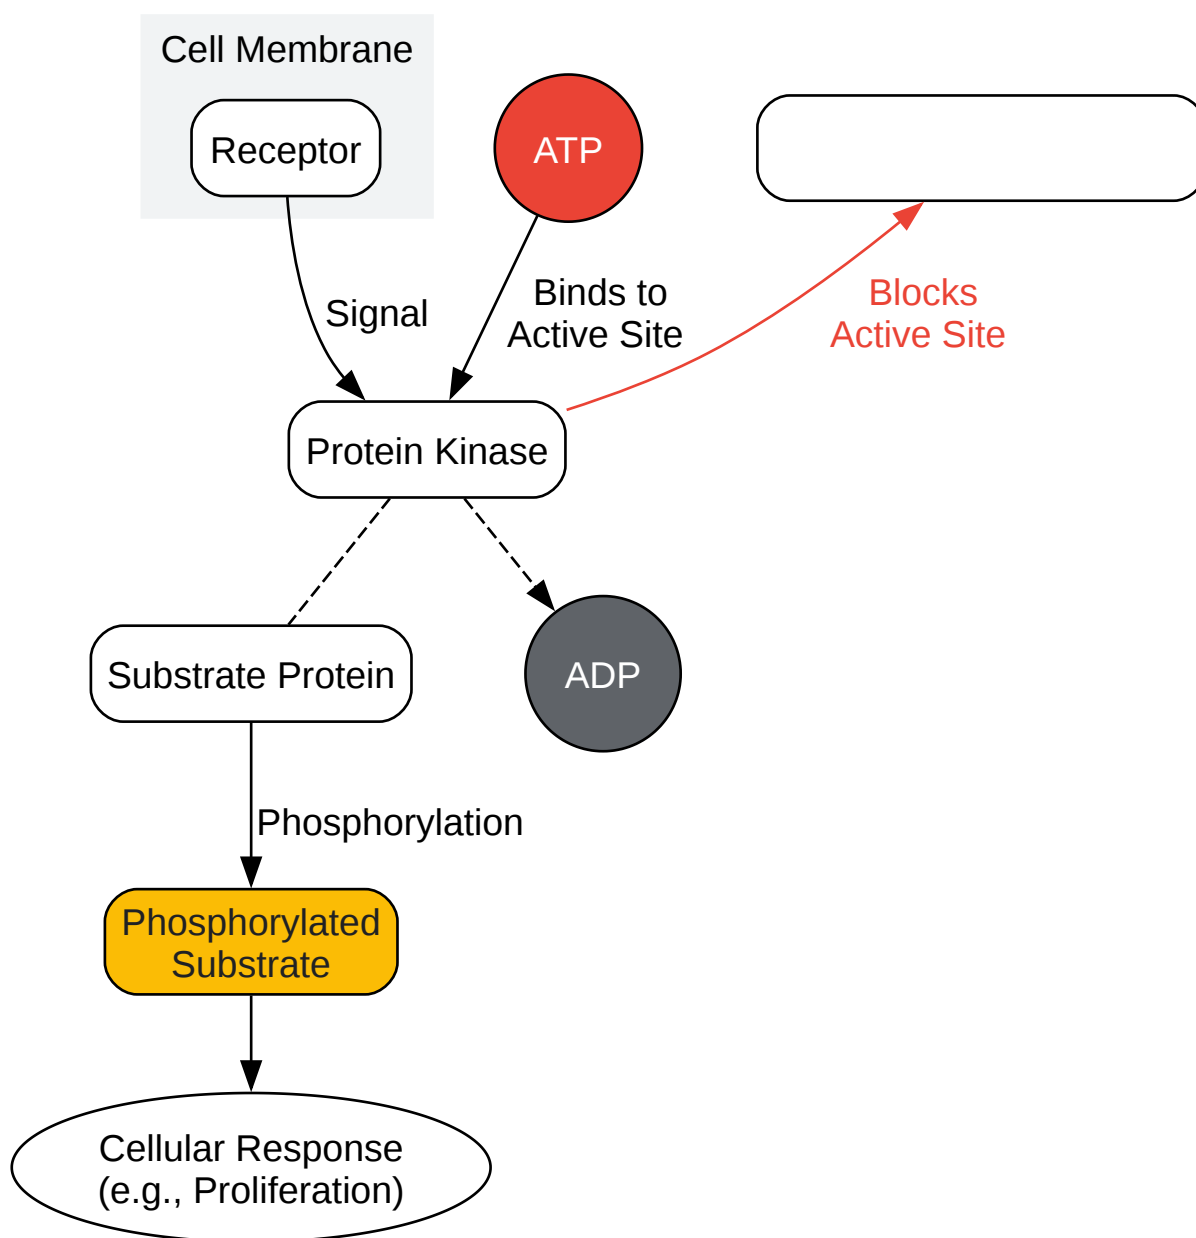 Cell Membrane
Receptor
ATP
Signal
Binds to
Active Site
Blocks
Active Site
Protein Kinase
Substrate Protein
ADP
Phosphorylation
Phosphorylated
Substrate
Cellular Response
(e.g., Proliferation)